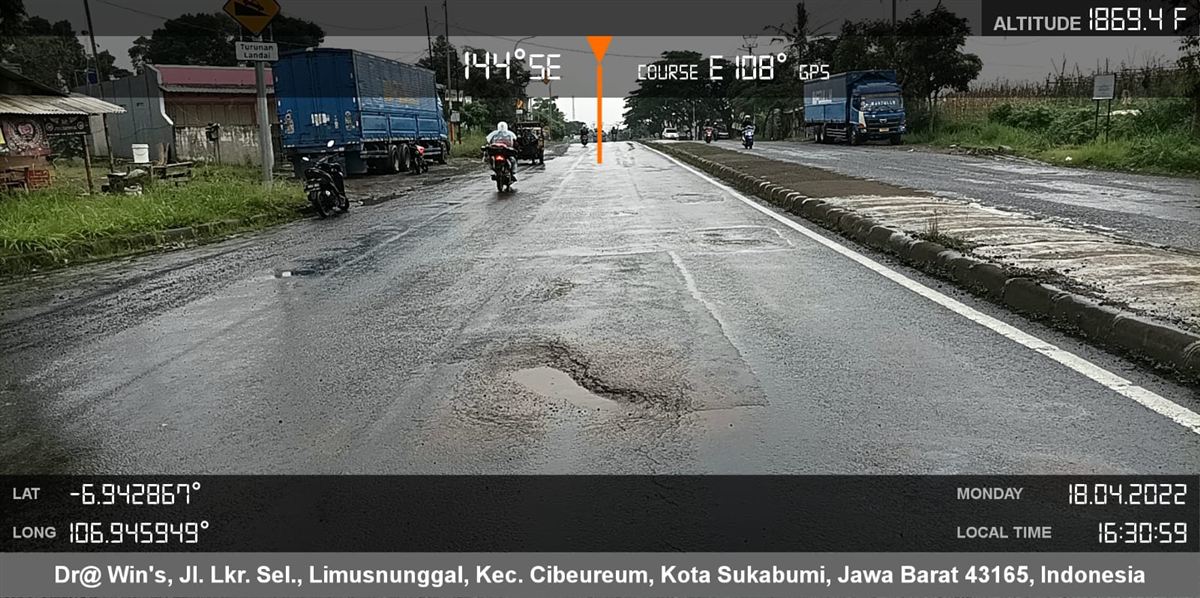 ALTITUDE 1869.4 F
144° SE
COURSE E 108° GPS
Turunan
Landai
LAT -6.942867°
LONG 106.945949°
MONDAY 18.04.2022
LOCAL TIME 16:30:59
Dr@ Win's, Jl. Lkr. Sel., Limusnunggal, Kec. Cibeureum, Kota Sukabumi, Jawa Barat 43165, Indonesia